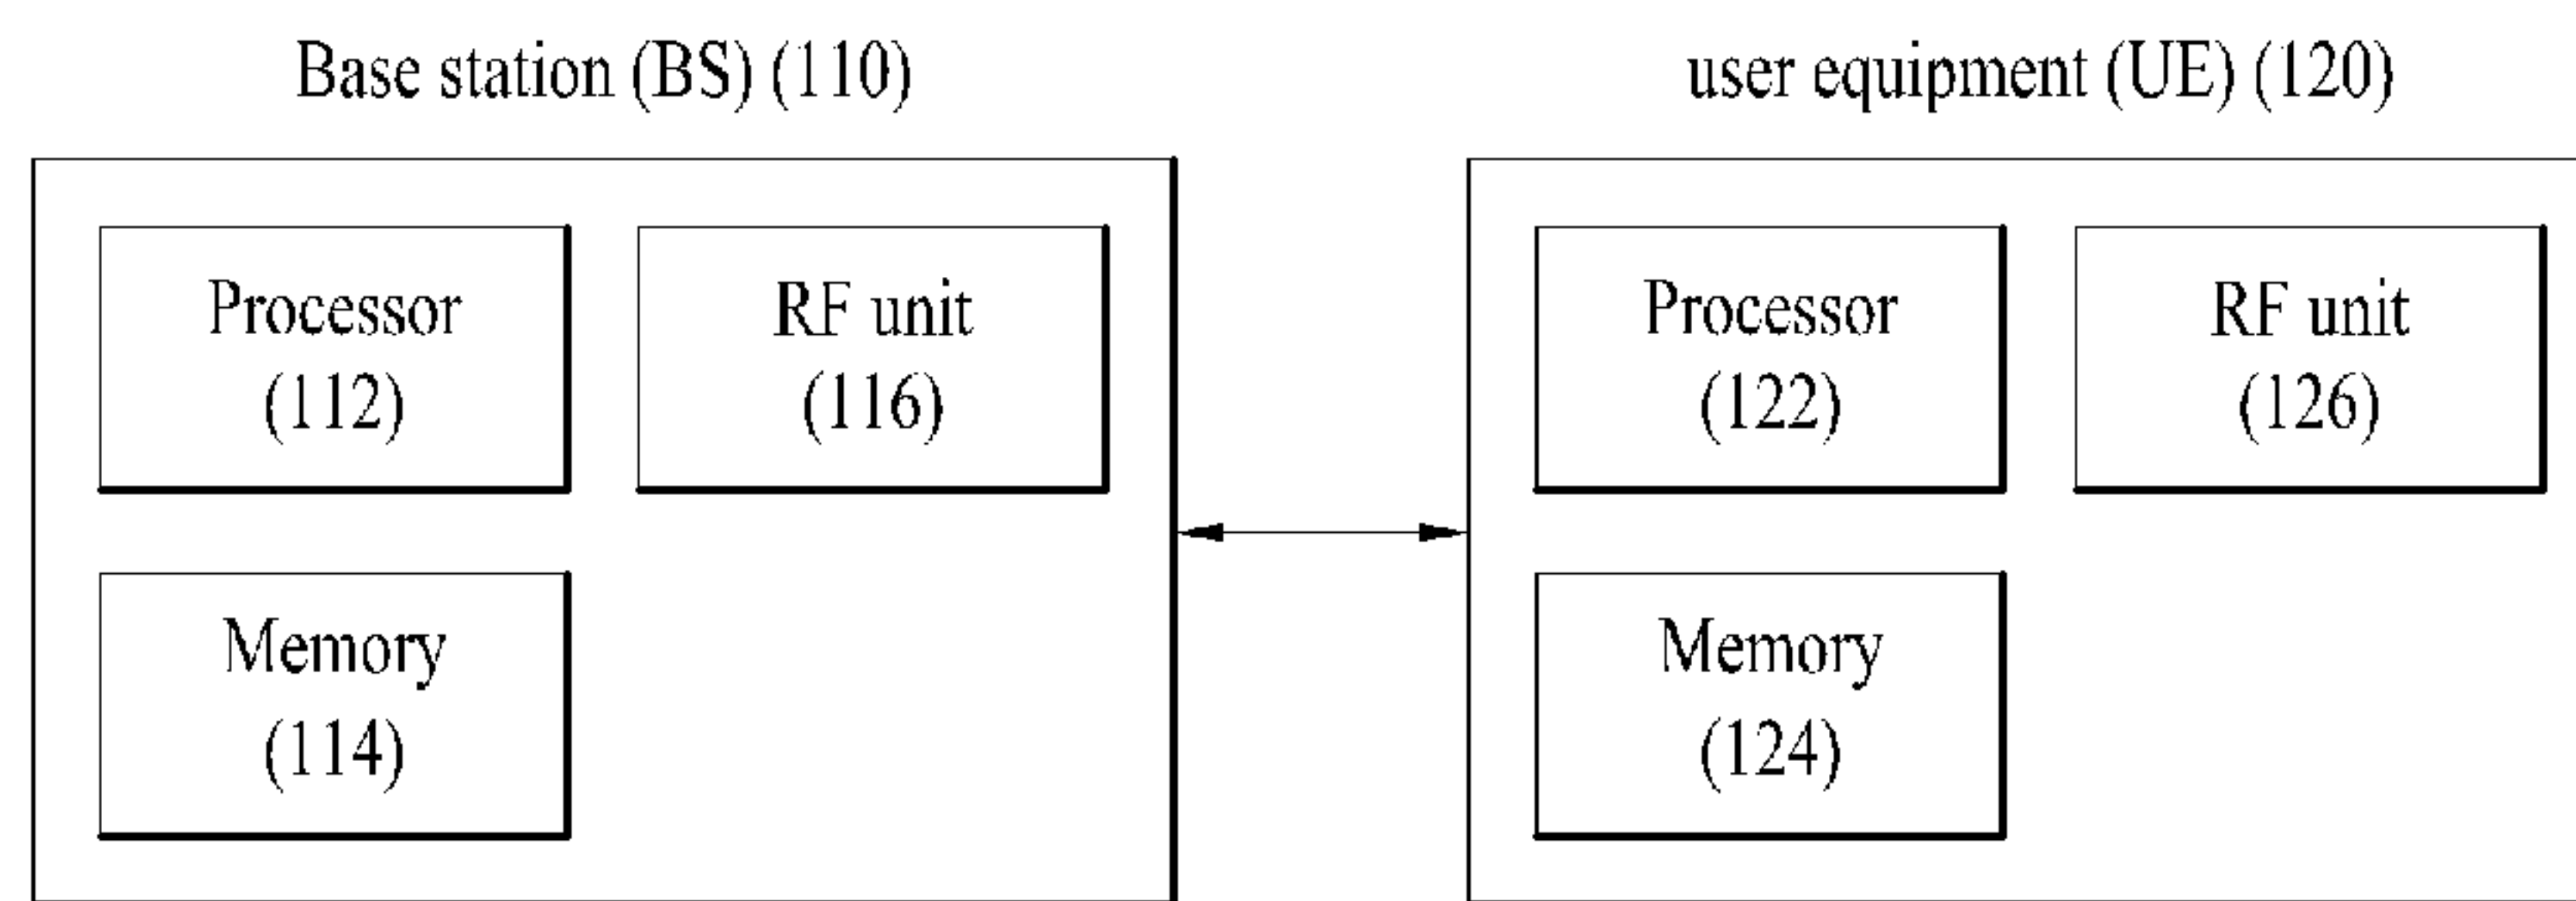 Base station (BS) (110)
user equipment (UE) (120)
Processor
(112)
RF unit
(116)
Memory
(114)
Processor
(122)
RF unit
(126)
Memory
(124)